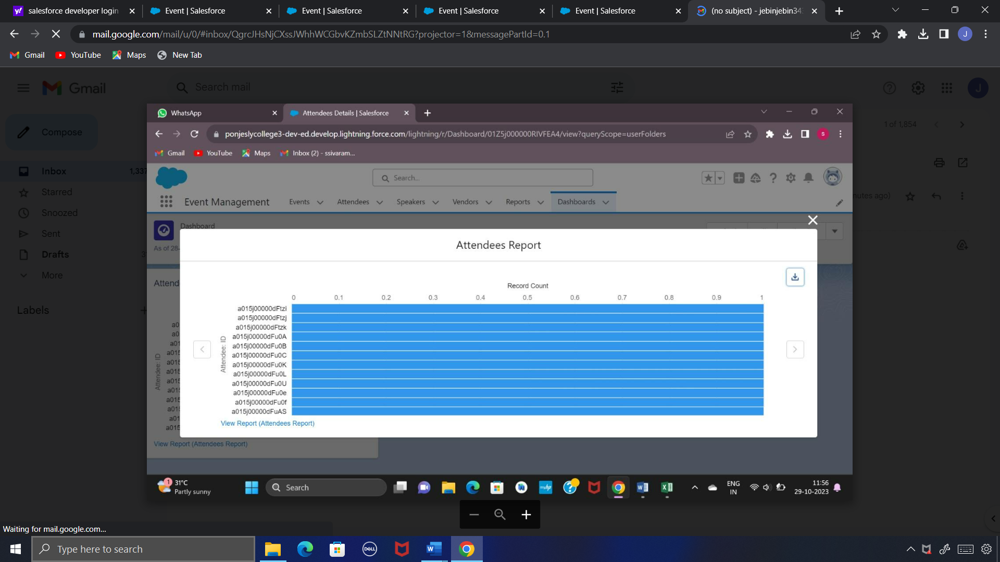 salesforce developer login
Event | Salesforce
Event | Salesforce
Event | Salesforce
Event | Salesforce
(no subject) - jebinjebin343
mail.google.com/mail/u/0/#inbox/QgrcJHsNjCXssJWhhWCGbvKZmbSLZtNNtRG?projector=1&messagePartId=0.1
J
Gmail
YouTube
Maps
New Tab
Gmail
Search mail
J
Compose
1 of 1,854
Inbox 1,337
Starred
Snoozed
Sent
Drafts
More
Labels
nutes ago)
WhatsApp
Attendees Details | Salesforce
ponjeslycollege3-dev-ed.develop.lightning.force.com/lightning/r/Dashboard/01Z5j000000RIVFEA4/view?queryScope=userFolders
S
Gmail
YouTube
Maps
Inbox (2) - ssivaram...
Search...
Event Management
Events
Attendees
Speakers
Vendors
Reports
Dashboards
Dashboard
As of 28-
Attend
Attendees Report
Record Count
0 0.1 0.2 0.3 0.4 0.5 0.6 0.7 0.8 0.9 1
Attendee: ID
a015j00000dFtzi
a015j00000dFtzj
a015j00000dFtzk
a015j00000dFu0A
a015j00000dFu0B
a015j00000dFu0C
a015j00000dFu0K
a015j00000dFu0L
a015j00000dFu0U
a015j00000dFu0e
a015j00000dFu0f
a015j00000dFuAS
View Report (Attendees Report)
Attendee: ID
a0
a0
a01
a015
a015
a015
a015
a015
a015
a015
a01
a015
View Report (Attendees Report)
1
31°C
Partly sunny
Search
ENG
IN
11:56
29-10-2023
Waiting for mail.google.com...
Type here to search
DELL